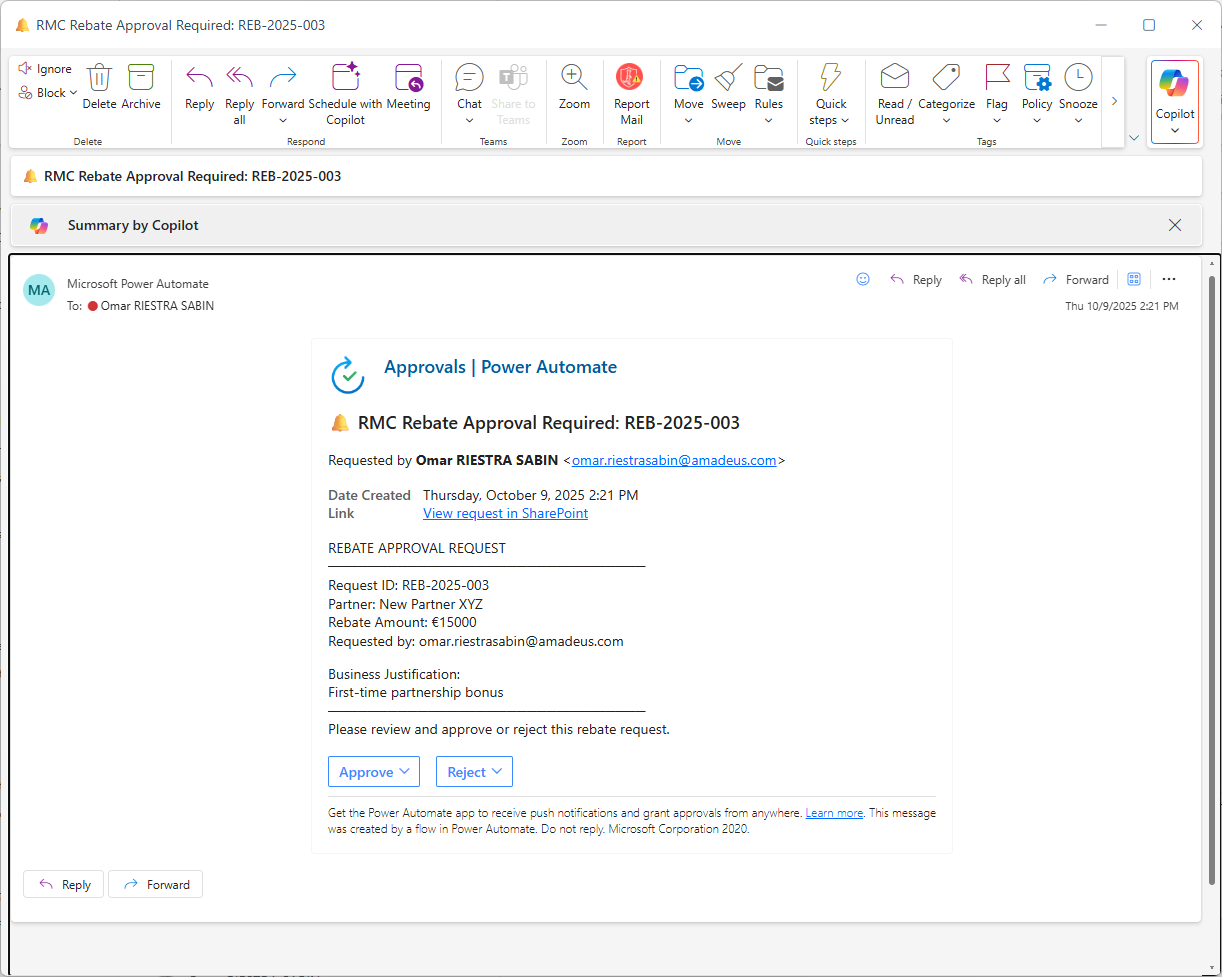 RMC Rebate Approval Required: REB-2025-003
Ignore
Block
Delete Archive
Delete
Reply Reply all Forward Schedule with Copilot Meeting
Respond
Chat Share to Teams
Teams
Zoom
Zoom
Report Mail
Report
Move Sweep Rules
Move
Quick steps
Quick steps
Read / Unread Categorize Flag Policy Snooze
Tags
Copilot
RMC Rebate Approval Required: REB-2025-003
Summary by Copilot
MA
Microsoft Power Automate
To: Omar RIESTRA SABIN
Reply Reply all Forward
Thu 10/9/2025 2:21 PM
Approvals | Power Automate
RMC Rebate Approval Required: REB-2025-003
Requested by Omar RIESTRA SABIN <omar.riestrasabin@amadeus.com>
Date Created Thursday, October 9, 2025 2:21 PM
Link View request in SharePoint
REBATE APPROVAL REQUEST
Request ID: REB-2025-003
Partner: New Partner XYZ
Rebate Amount: €15000
Requested by: omar.riestrasabin@amadeus.com
Business Justification:
First-time partnership bonus
Please review and approve or reject this rebate request.
Approve Reject
Get the Power Automate app to receive push notifications and grant approvals from anywhere. Learn more. This message
was created by a flow in Power Automate. Do not reply. Microsoft Corporation 2020.
Reply Forward